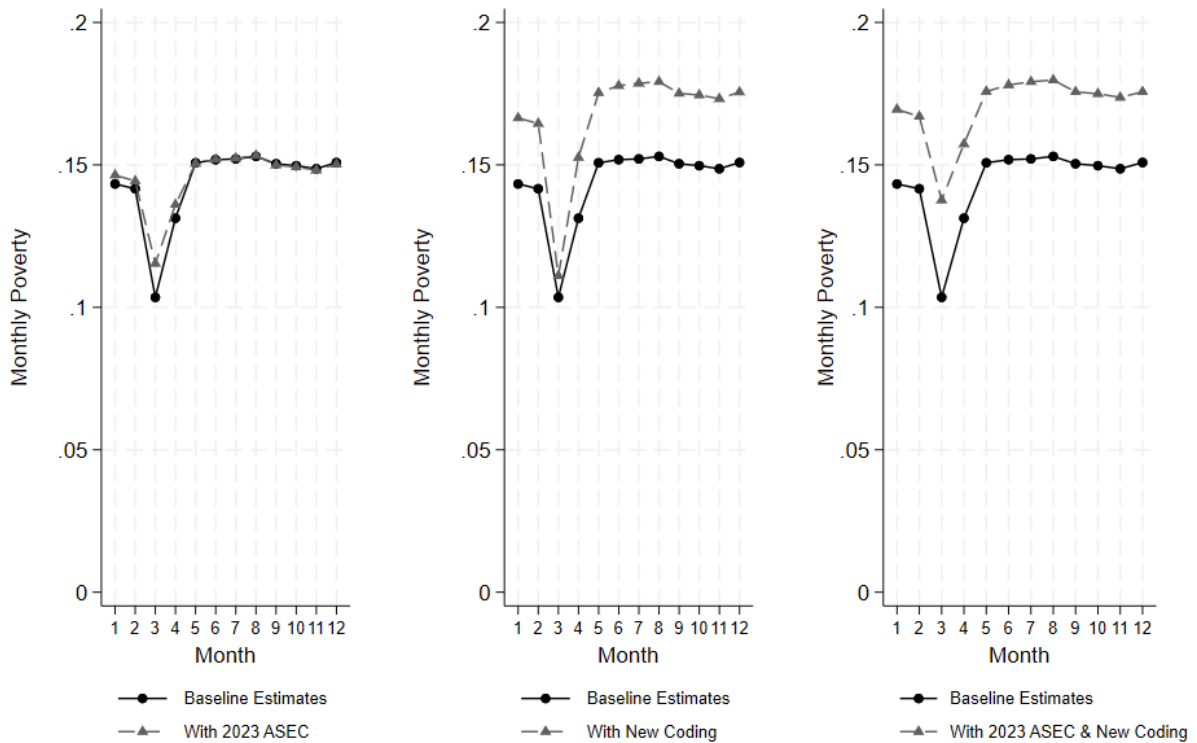 .2
.15
.1
.05
0
Monthly Poverty
1 2 3 4 5 6 7 8 9 10 11 12
Month
Baseline Estimates
With 2023 ASEC
.2
.15
.1
.05
0
Monthly Poverty
1 2 3 4 5 6 7 8 9 10 11 12
Month
Baseline Estimates
With New Coding
.2
.15
.1
.05
0
Monthly Poverty
1 2 3 4 5 6 7 8 9 10 11 12
Month
Baseline Estimates
With 2023 ASEC & New Coding